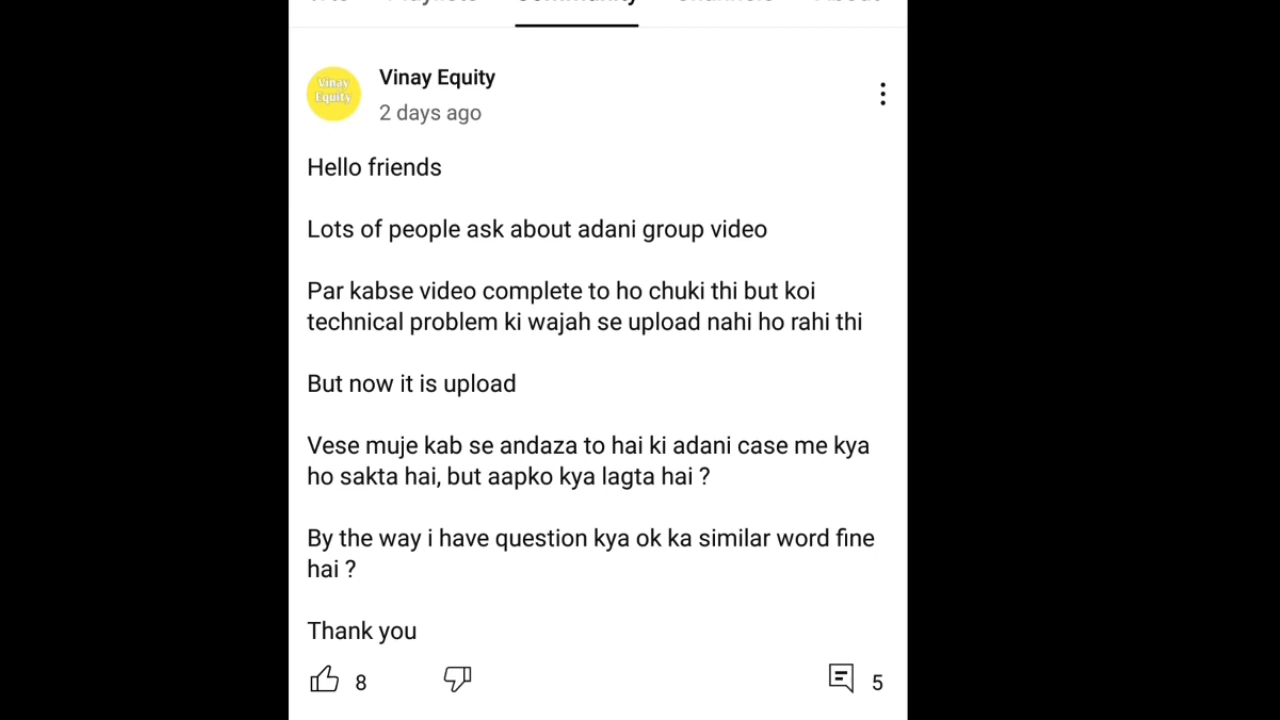 Community
Vinay Equity
Vinay Equity
2 days ago
Hello friends
Lots of people ask about adani group video
Par kabse video complete to ho chuki thi but koi
technical problem ki wajah se upload nahi ho rahi thi
But now it is upload
Vese muje kab se andaza to hai ki adani case me kya
ho sakta hai, but aapko kya lagta hai ?
By the way i have question kya ok ka similar word fine
hai ?
Thank you
8 5